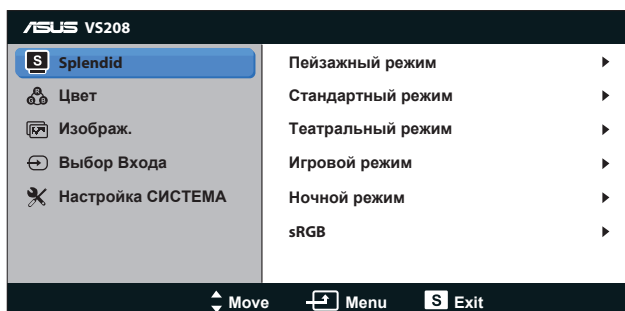 ASUS VS208
S Splendid
Цвет
Изображ.
Выбор Входа
Настройка СИСТЕМА
Пейзажный режим
Стандартный режим
Театральный режим
Игровой режим
Ночной режим
sRGB
Move Menu S Exit